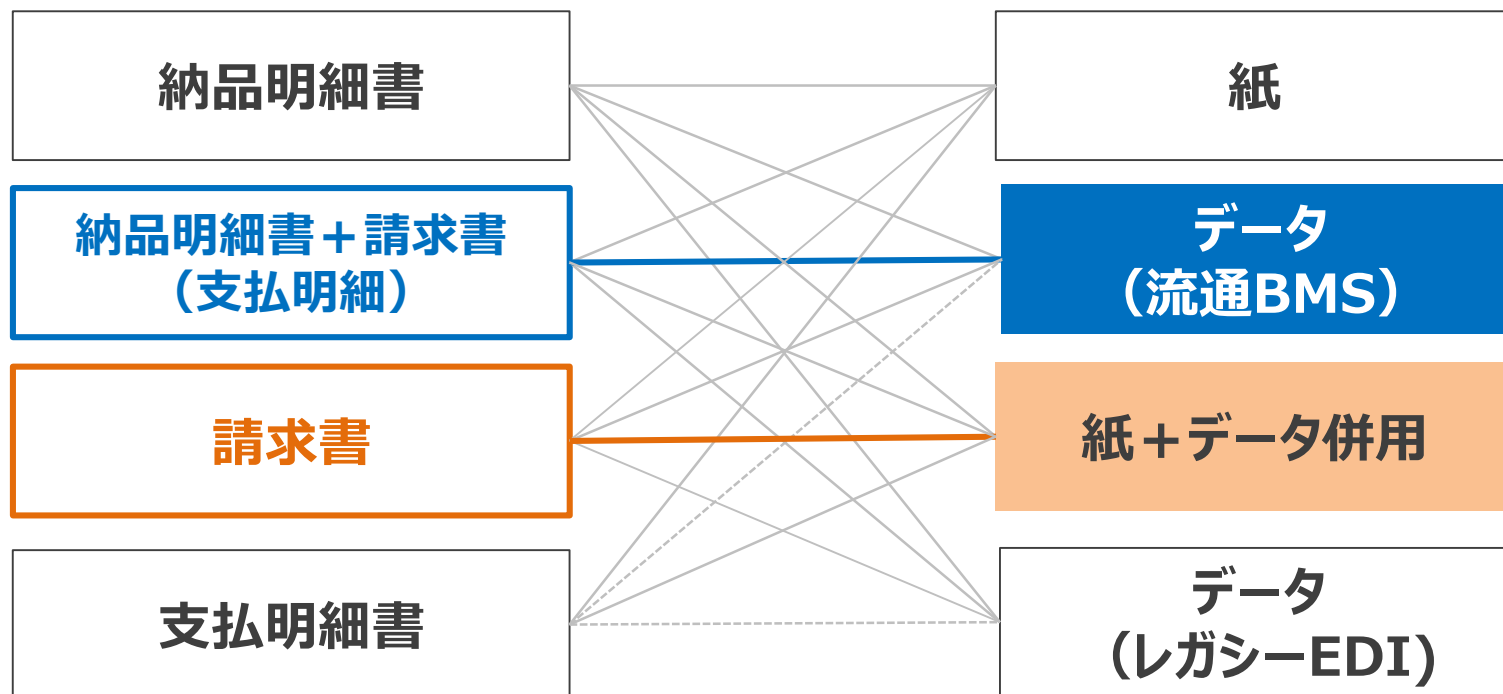 納品明細書
紙
納品明細書+請求書
(支払明細)
データ
(流通BMS)
請求書
紙+データ併用
支払明細書
データ
(レガシーEDI)